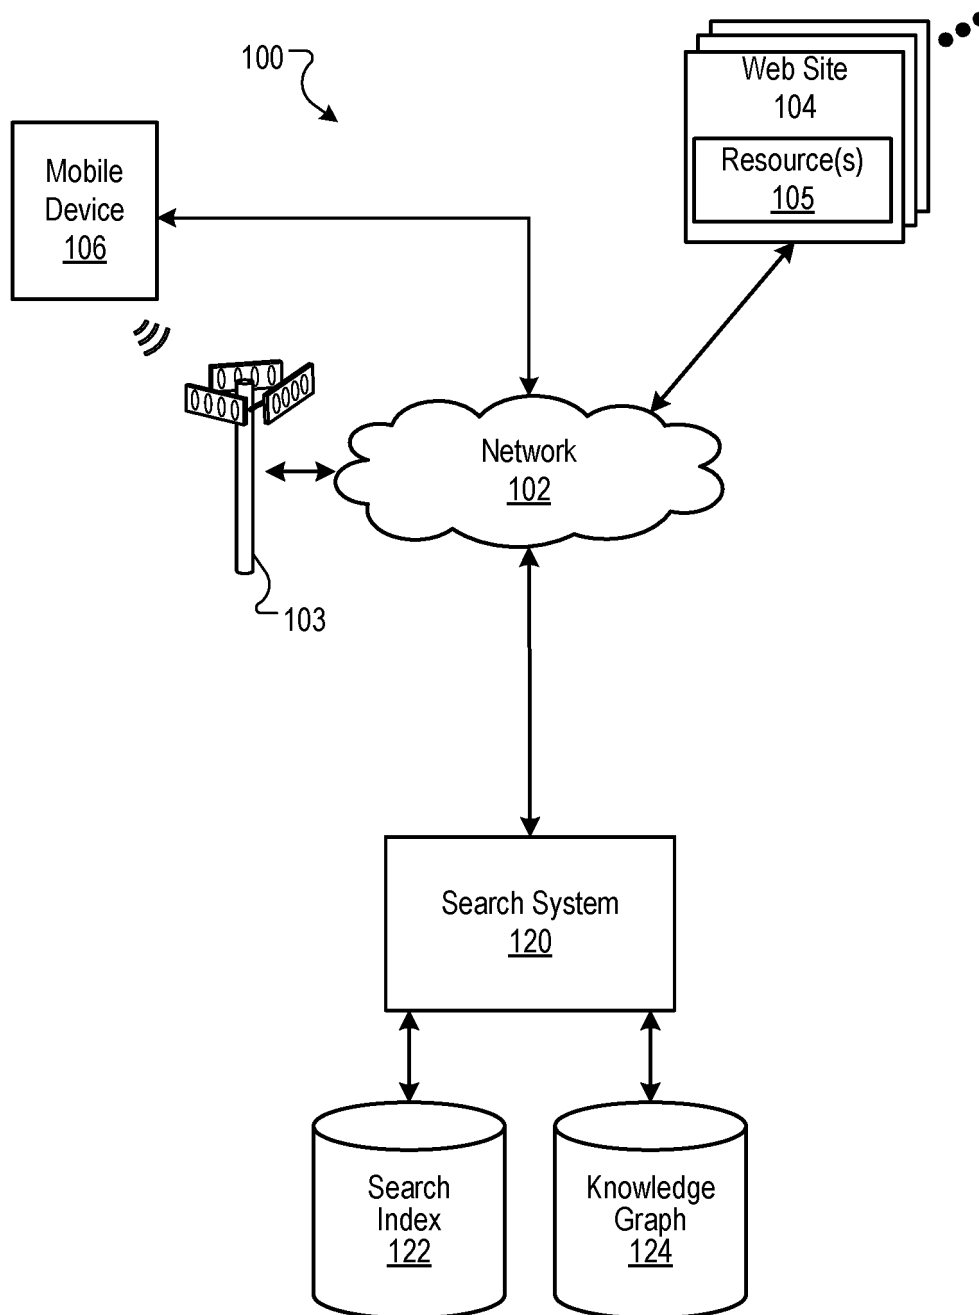 100
Web Site
104
Resource(s)
105
Mobile
Device
106
Network
102
103
Search System
120
Search
Index
122
Knowledge
Graph
124